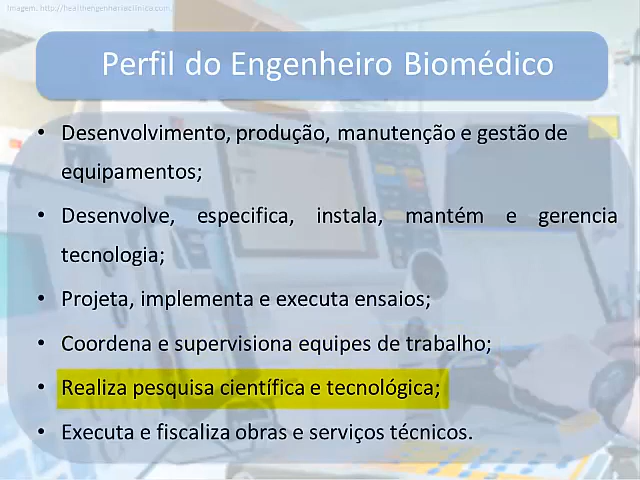 Imagem: http://healthengenhariaclinica.com
Perfil do Engenheiro Biomédico
• Desenvolvimento, produção, manutenção e gestão de
equipamentos;
• Desenvolve, especifica, instala, mantém e gerencia
tecnologia;
• Projeta, implementa e executa ensaios;
• Coordena e supervisiona equipes de trabalho;
• Realiza pesquisa científica e tecnológica;
• Executa e fiscaliza obras e serviços técnicos.